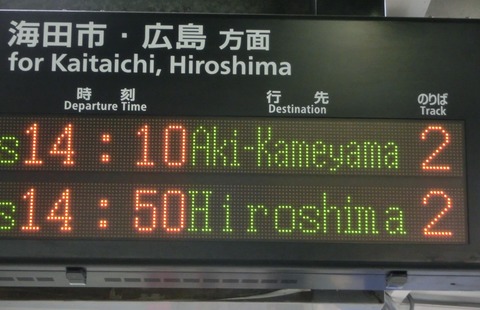 海田市・広島 方面
for Kaitaichi, Hiroshima
時刻 行先 のりば
Departure Time Destination Track
s 14:10 Aki-Kameyama 2
s 14:50 Hiroshima 2